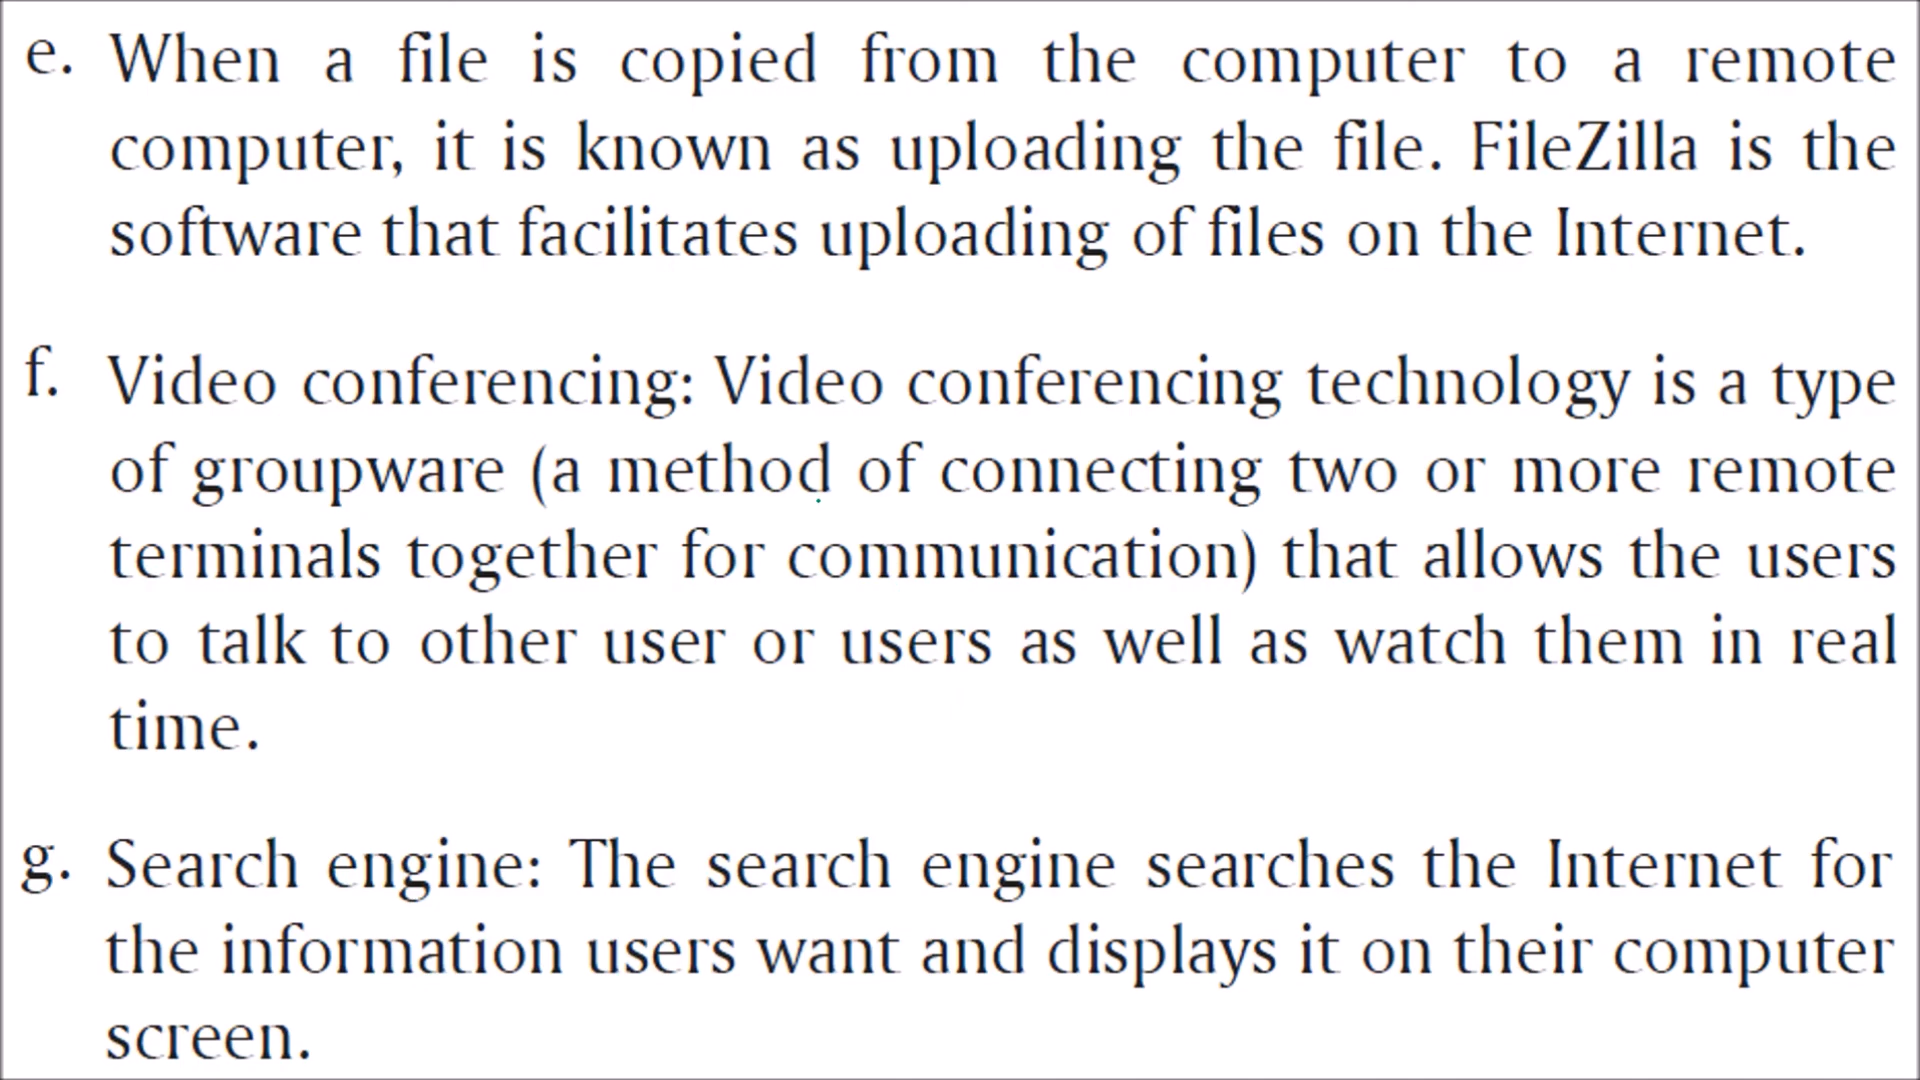 e. When a file is copied from the computer to a remote
computer, it is known as uploading the file. FileZilla is the
software that facilitates uploading of files on the Internet.
f. Video conferencing: Video conferencing technology is a type
of groupware (a method of connecting two or more remote
terminals together for communication) that allows the users
to talk to other user or users as well as watch them in real
time.
g. Search engine: The search engine searches the Internet for
the information users want and displays it on their computer
screen.